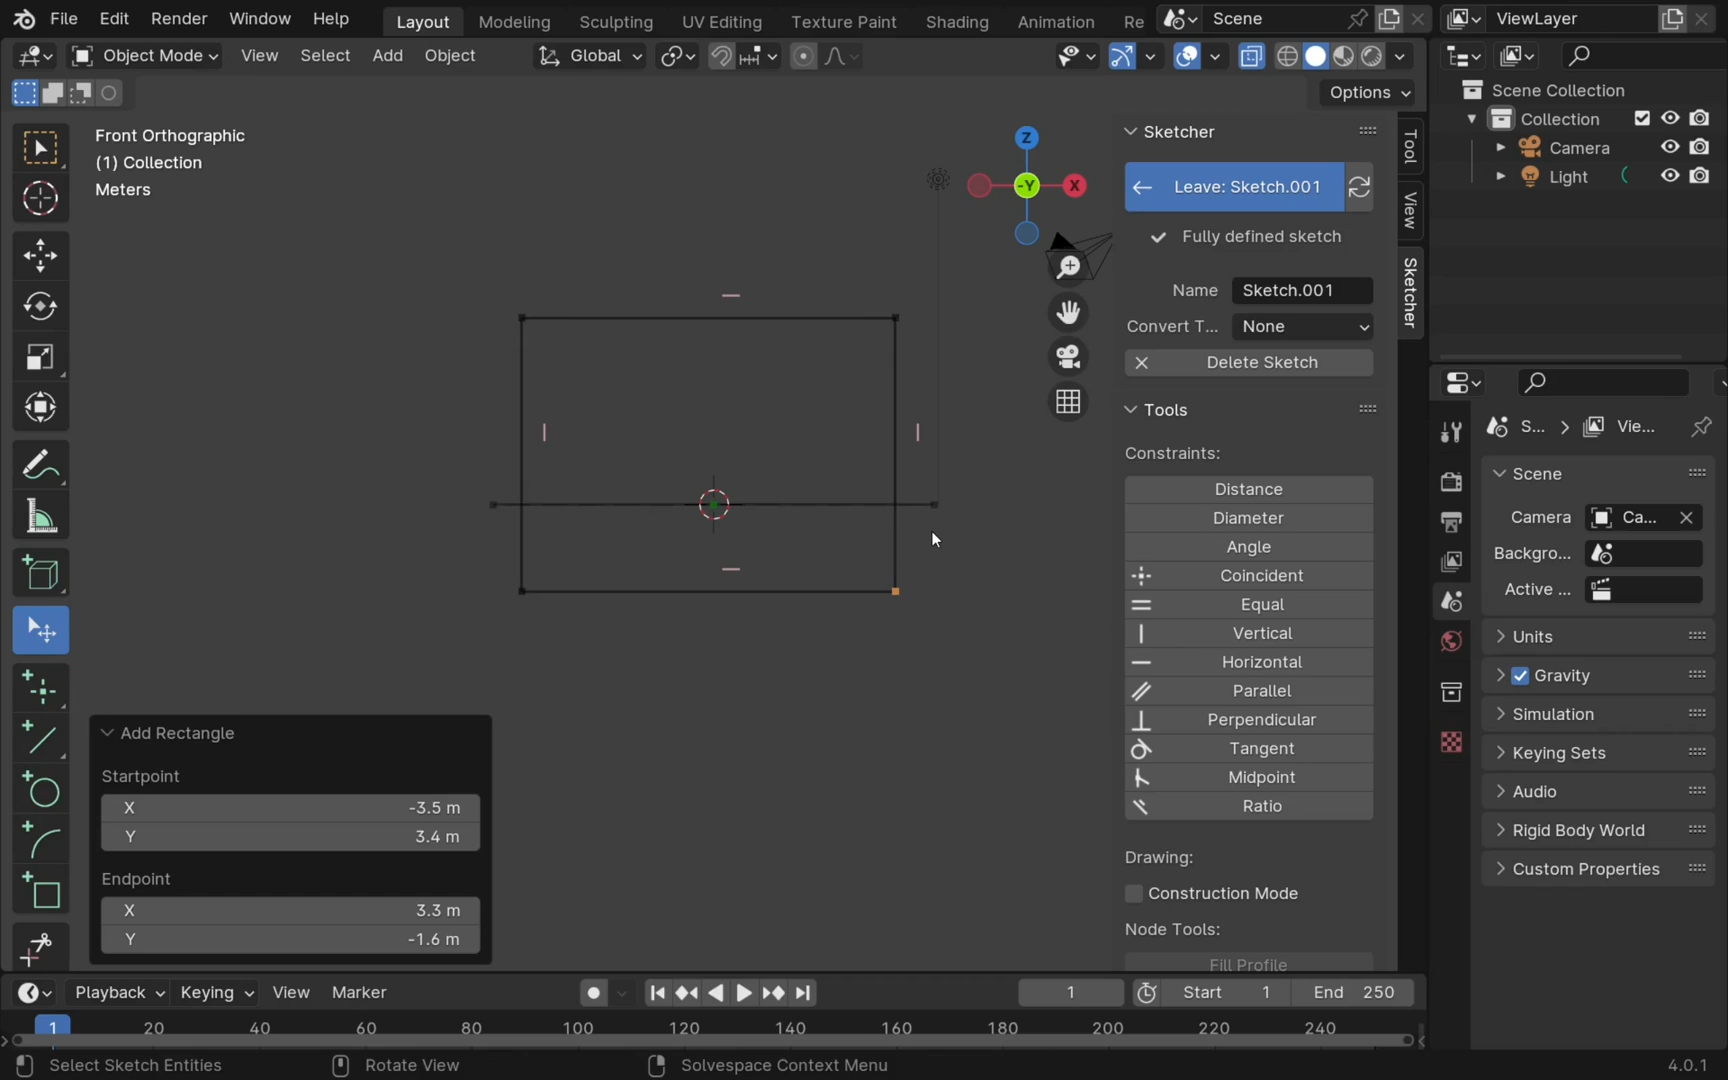 File Edit Render Window Help Layout Modeling Sculpting UV Editing Texture Paint Shading Animation Re Scene ViewLayer
Object Mode View Select Add Object Global
Options
Front Orthographic
(1) Collection
Meters
Z
-Y X
Sketcher
Leave: Sketch.001
Fully defined sketch
Name Sketch.001
Convert T... None
Delete Sketch
Tools
Constraints:
Distance
Diameter
Angle
Coincident
Equal
Vertical
Horizontal
Parallel
Perpendicular
Tangent
Midpoint
Ratio
Drawing:
Construction Mode
Node Tools:
Fill Profile
Tool
View
Sketcher
Scene Collection
Collection
Camera
Light
S... Vie...
Scene
Camera Ca...
Backgro...
Active ...
Units
Gravity
Simulation
Keying Sets
Audio
Rigid Body World
Custom Properties
Add Rectangle
Startpoint
X -3.5 m
Y 3.4 m
Endpoint
X 3.3 m
Y -1.6 m
Playback Keying View Marker 1 Start 1 End 250
1 20 40 60 80 100 120 140 160 180 200 220 240
Select Sketch Entities Rotate View Solvespace Context Menu 4.0.1